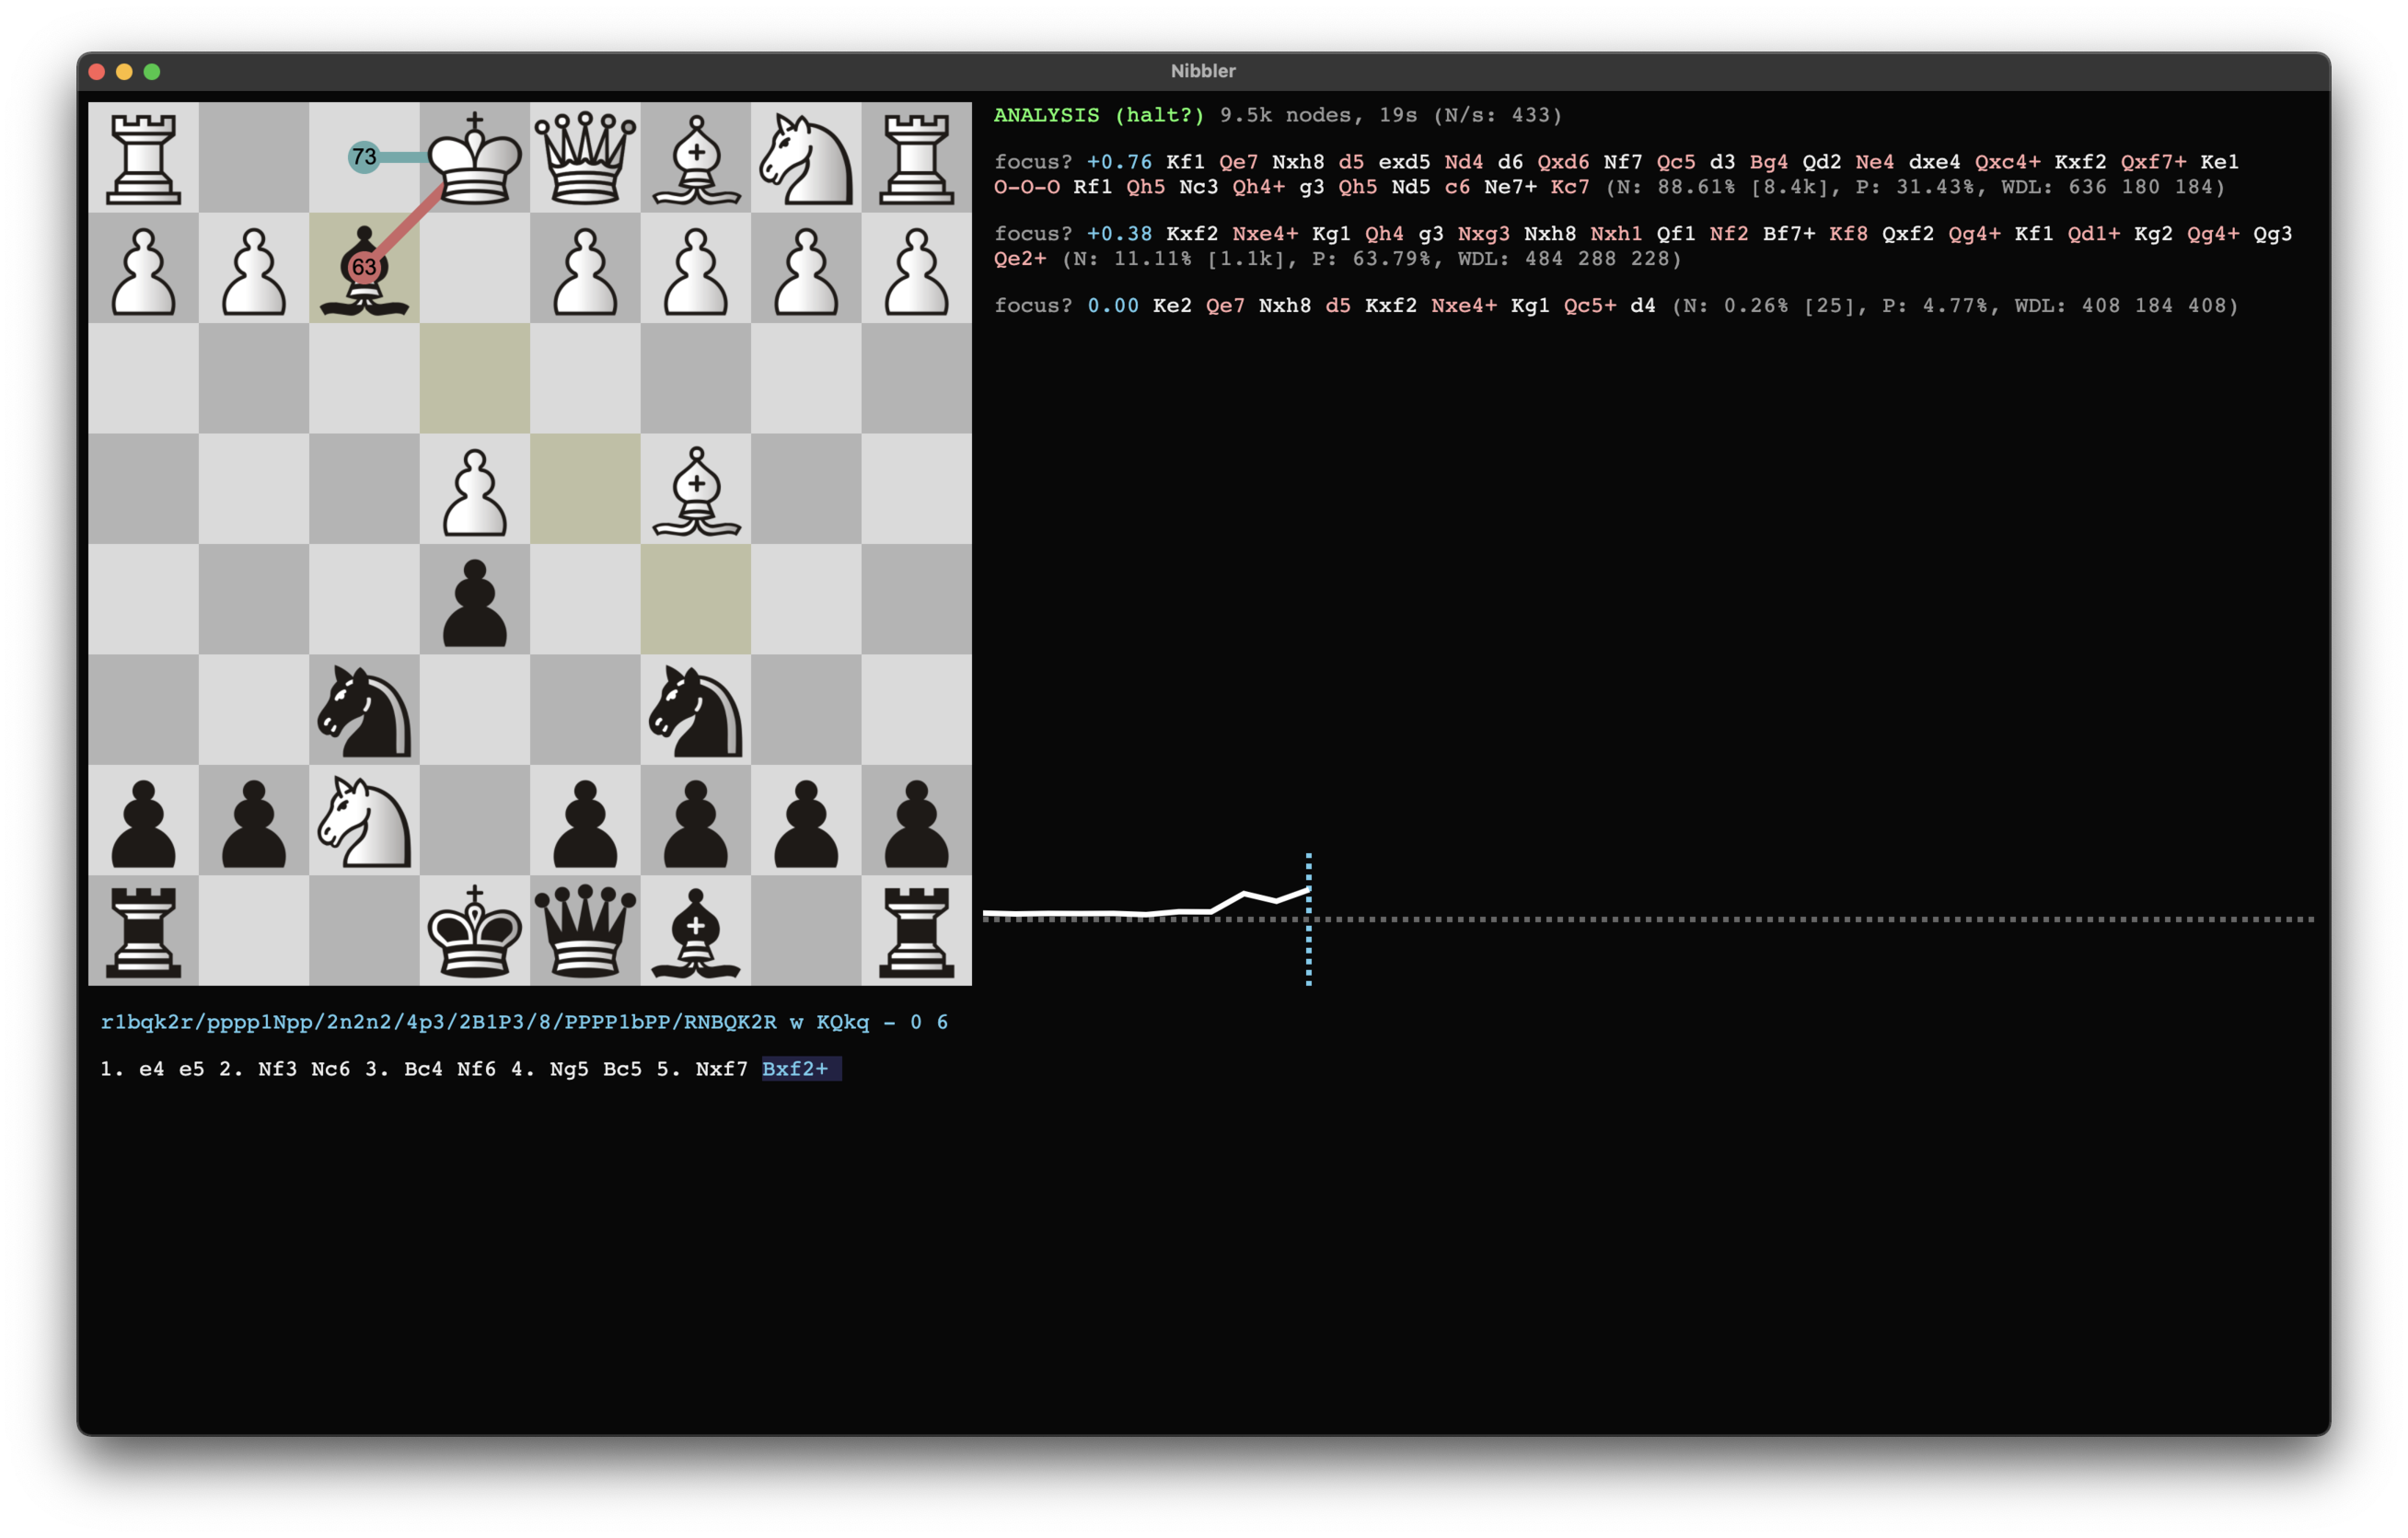 Nibbler
73
63
ANALYSIS (halt?) 9.5k nodes, 19s (N/s: 433)
focus? +0.76 Kf1 Qe7 Nxh8 d5 exd5 Nd4 d6 Qxd6 Nf7 Qc5 d3 Bg4 Qd2 Ne4 dxe4 Qxc4+ Kxf2 Qxf7+ Ke1
O-O-O Rf1 Qh5 Nc3 Qh4+ g3 Qh5 Nd5 c6 Ne7+ Kc7 (N: 88.61% [8.4k], P: 31.43%, WDL: 636 180 184)
focus? +0.38 Kxf2 Nxe4+ Kg1 Qh4 g3 Nxg3 Nxh8 Nxh1 Qf1 Nf2 Bf7+ Kf8 Qxf2 Qg4+ Kf1 Qd1+ Kg2 Qg4+ Qg3
Qe2+ (N: 11.11% [1.1k], P: 63.79%, WDL: 484 288 228)
focus? 0.00 Ke2 Qe7 Nxh8 d5 Kxf2 Nxe4+ Kg1 Qc5+ d4 (N: 0.26% [25], P: 4.77%, WDL: 408 184 408)
r1bqk2r/pppp1Npp/2n2n2/4p3/2B1P3/8/PPPP1bPP/RNBQK2R w KQkq - 0 6
1. e4 e5 2. Nf3 Nc6 3. Bc4 Nf6 4. Ng5 Bc5 5. Nxf7 Bxf2+